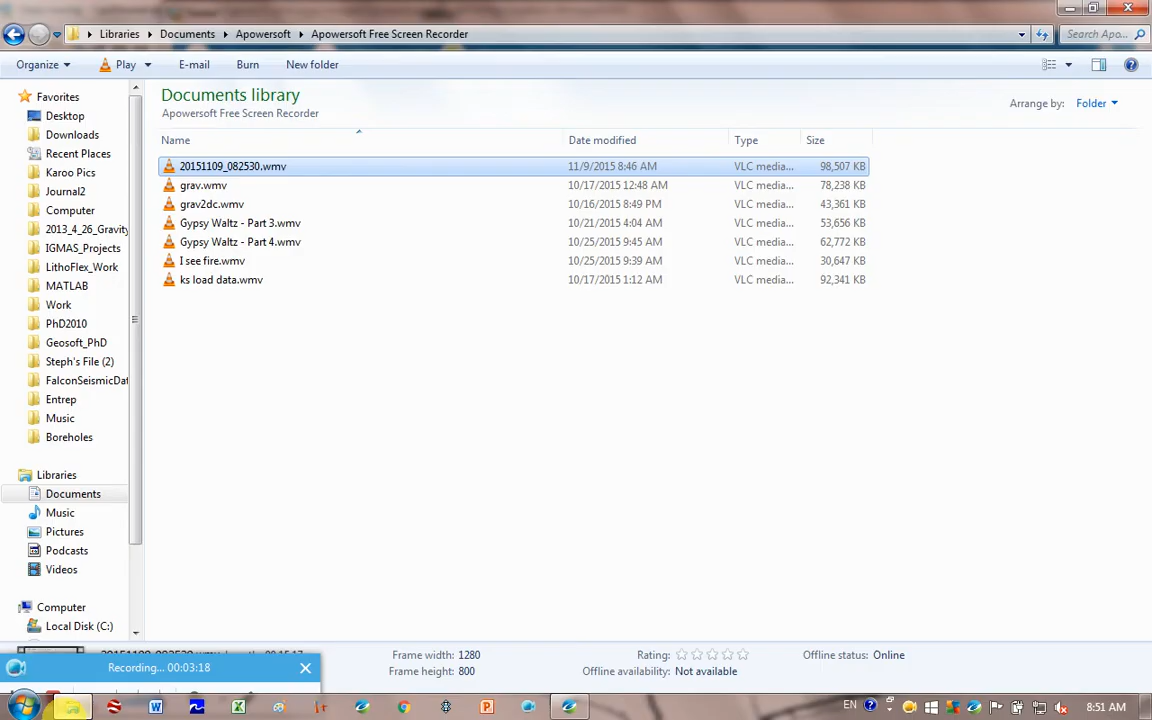 Libraries Documents Apowersoft Apowersoft Free Screen Recorder Search Apo...
Organize Play E-mail Burn New folder
Favorites
Desktop
Downloads
Recent Places
Karoo Pics
Journal2
Computer
2013_4_26_Gravity
IGMAS_Projects
LithoFlex_Work
MATLAB
Work
PhD2010
Geosoft_PhD
Steph's File (2)
FalconSeismicDat
Entrep
Music
Boreholes
Libraries
Documents
Music
Pictures
Podcasts
Videos
Computer
Local Disk (C:)
Documents library
Apowersoft Free Screen Recorder
Arrange by: Folder
Name Date modified Type Size
20151109_082530.wmv 11/9/2015 8:46 AM VLC media... 98,507 KB
grav.wmv 10/17/2015 12:48 AM VLC media... 78,238 KB
grav2dc.wmv 10/16/2015 8:49 PM VLC media... 43,361 KB
Gypsy Waltz - Part 3.wmv 10/21/2015 4:04 AM VLC media... 53,656 KB
Gypsy Waltz - Part 4.wmv 10/25/2015 9:45 AM VLC media... 62,772 KB
I see fire.wmv 10/25/2015 9:39 AM VLC media... 30,647 KB
ks load data.wmv 10/17/2015 1:12 AM VLC media... 92,341 KB
Frame width: 1280 Rating: Offline status: Online
Frame height: 800 Offline availability: Not available
Recording... 00:03:18
EN 8:51 AM